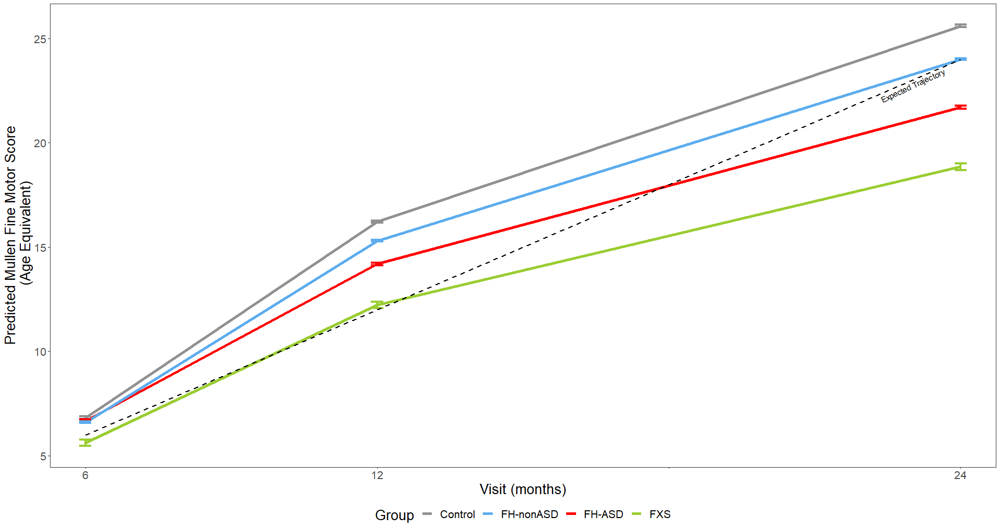 25
20
15
10
5
Predicted Mullen Fine Motor Score
(Age Equivalent)
Expected Trajectory
6 12 24
Visit (months)
Group Control FH-nonASD FH-ASD FXS